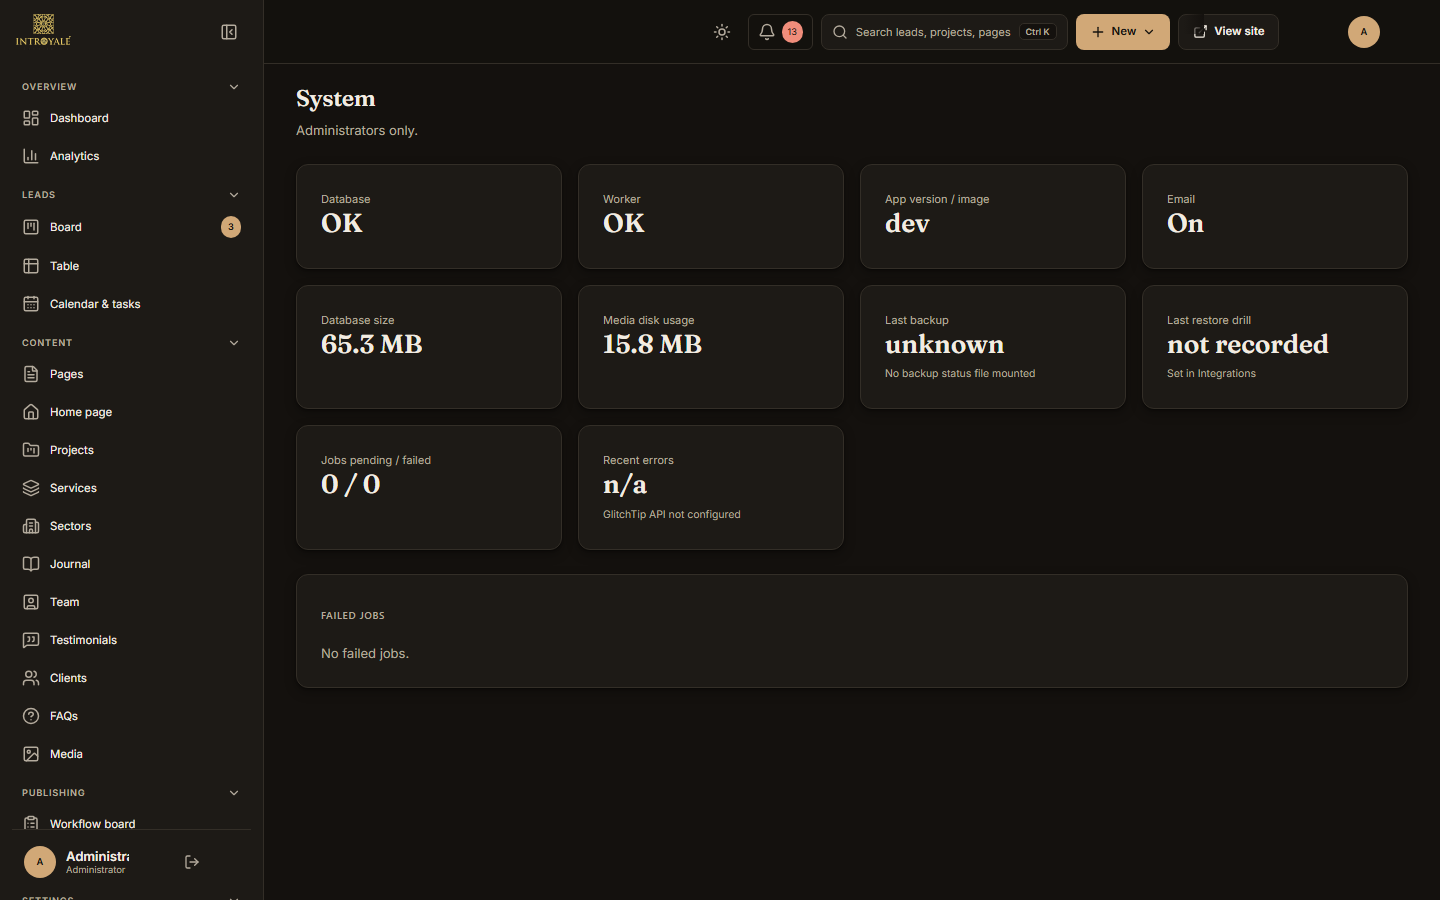 INTROYALE
OVERVIEW
Dashboard
Analytics
LEADS
Board
3
Table
Calendar & tasks
CONTENT
Pages
Home page
Projects
Services
Sectors
Journal
Team
Testimonials
Clients
FAQs
Media
PUBLISHING
Workflow board
A
Administra
Administrator
SETTINGS
13
Search leads, projects, pages
Ctrl K
New
View site
A
System
Administrators only.
Database
OK
Worker
OK
App version / image
dev
Email
On
Database size
65.3 MB
Media disk usage
15.8 MB
Last backup
unknown
No backup status file mounted
Last restore drill
not recorded
Set in Integrations
Jobs pending / failed
0 / 0
Recent errors
n/a
GlitchTip API not configured
FAILED JOBS
No failed jobs.